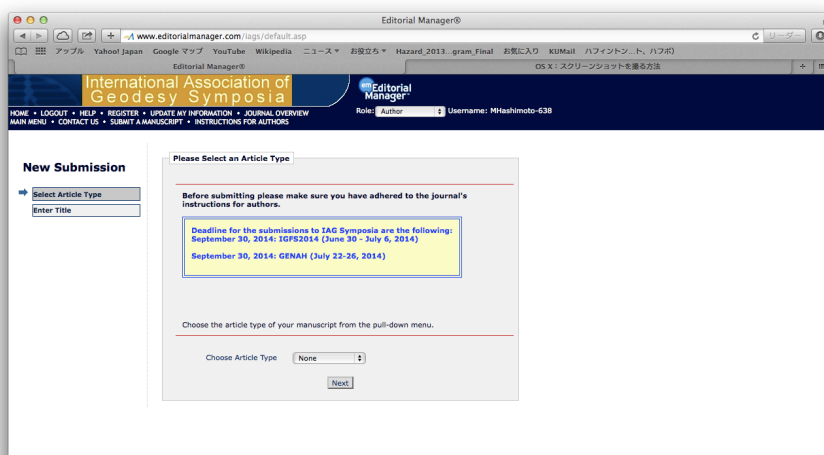 Editorial Manager®
www.editorialmanager.com/iags/default.asp
リーダー
アップル Yahoo! Japan Google マップ YouTube Wikipedia ニュース▼ お役立ち▼ Hazard_2013...gram_Final お気に入り KUMail ハフィントン…ト、ハフポ)
Editorial Manager®
OS X：スクリーンショットを撮る方法
International Association of
Geodesy Symposia
em Editorial
Manager
HOME • LOGOUT • HELP • REGISTER • UPDATE MY INFORMATION • JOURNAL OVERVIEW
MAIN MENU • CONTACT US • SUBMIT A MANUSCRIPT • INSTRUCTIONS FOR AUTHORS
Role: Author Username: MHashimoto-638
New Submission
Select Article Type
Enter Title
Please Select an Article Type
Before submitting please make sure you have adhered to the journal's
instructions for authors.
Deadline for the submissions to IAG Symposia are the following:
September 30, 2014: IGFS2014 (June 30 - July 6, 2014)
September 30, 2014: GENAH (July 22-26, 2014)
Choose the article type of your manuscript from the pull-down menu.
Choose Article Type None
Next